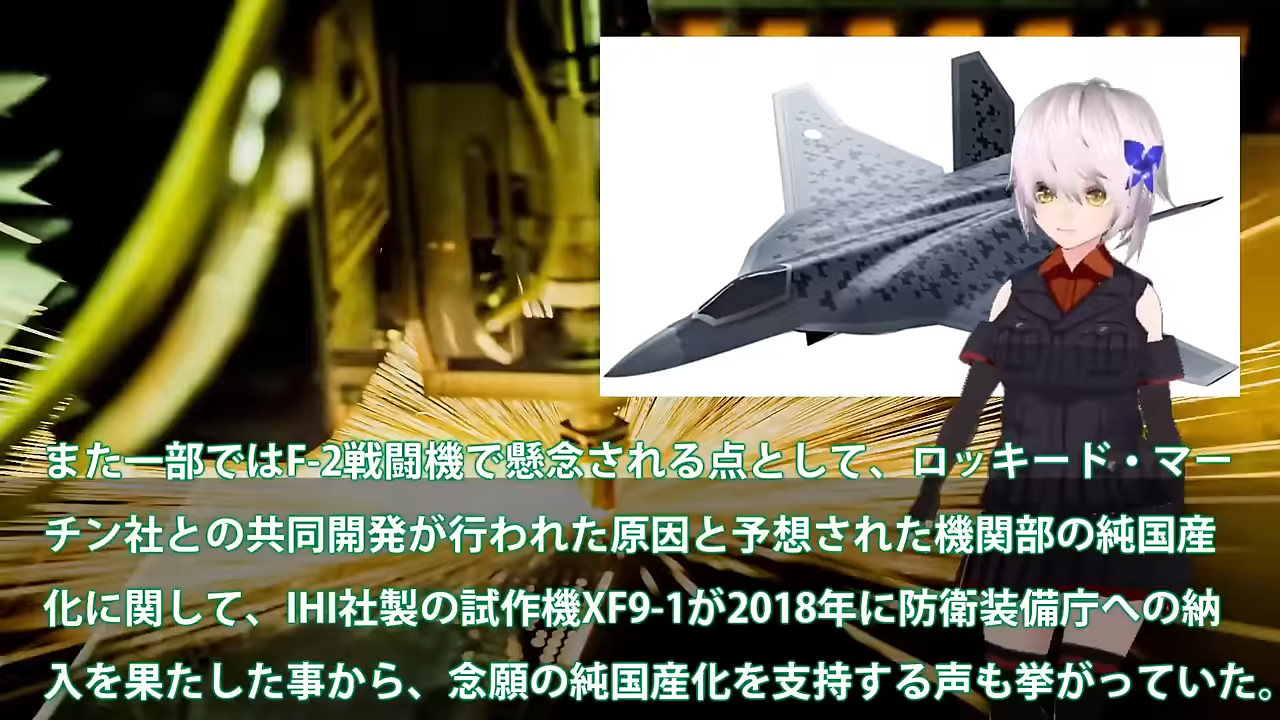 また一部ではF-2戦闘機で懸念される点として、ロッキード・マー
チン社との共同開発が行われた原因と予想された機関部の純国産
化に関して、IHI社製の試作機XF9-1が2018年に防衛装備庁への納
入を果たした事から、念願の純国産化を支持する声も挙がっていた。